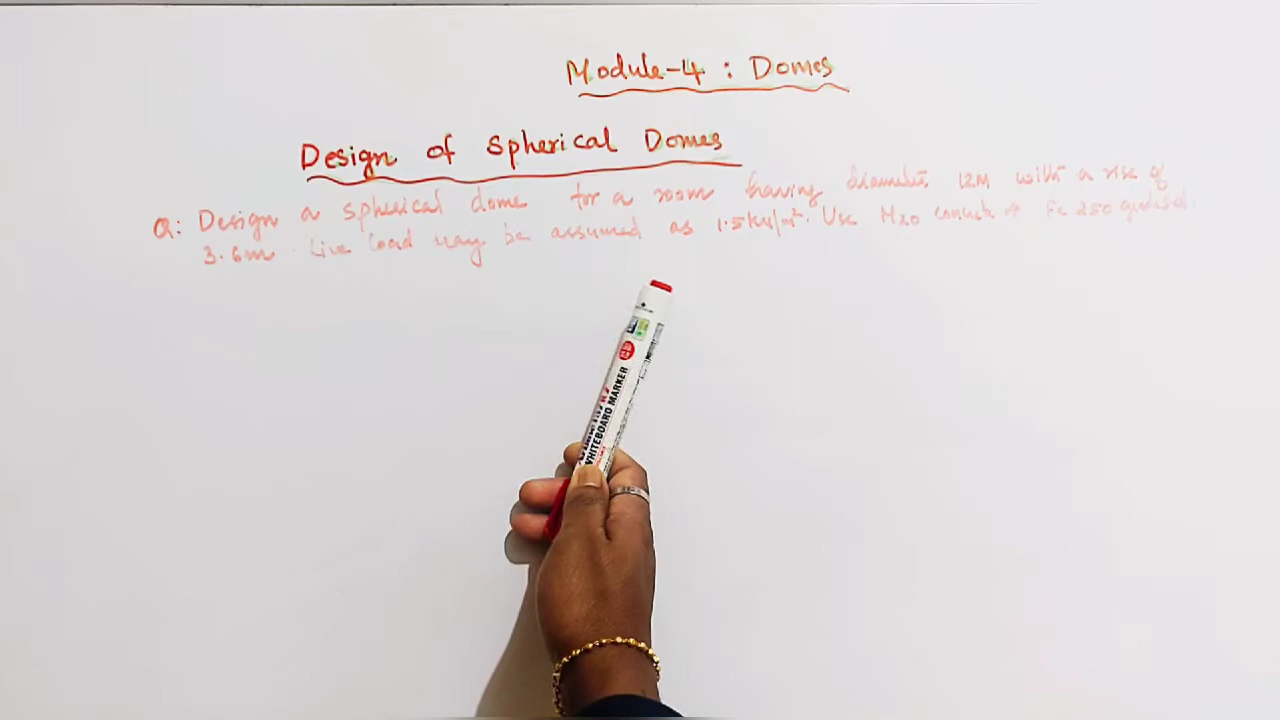 Module-4 : Domes
Design of Spherical Domes
Q: Design a spherical dome for a room having diameter 12M with a rise of
3.6m. Live load may be assumed as 1.5kN/m². Use M20 concrete & Fe 250 grade steel.
WHITEBOARD MARKER